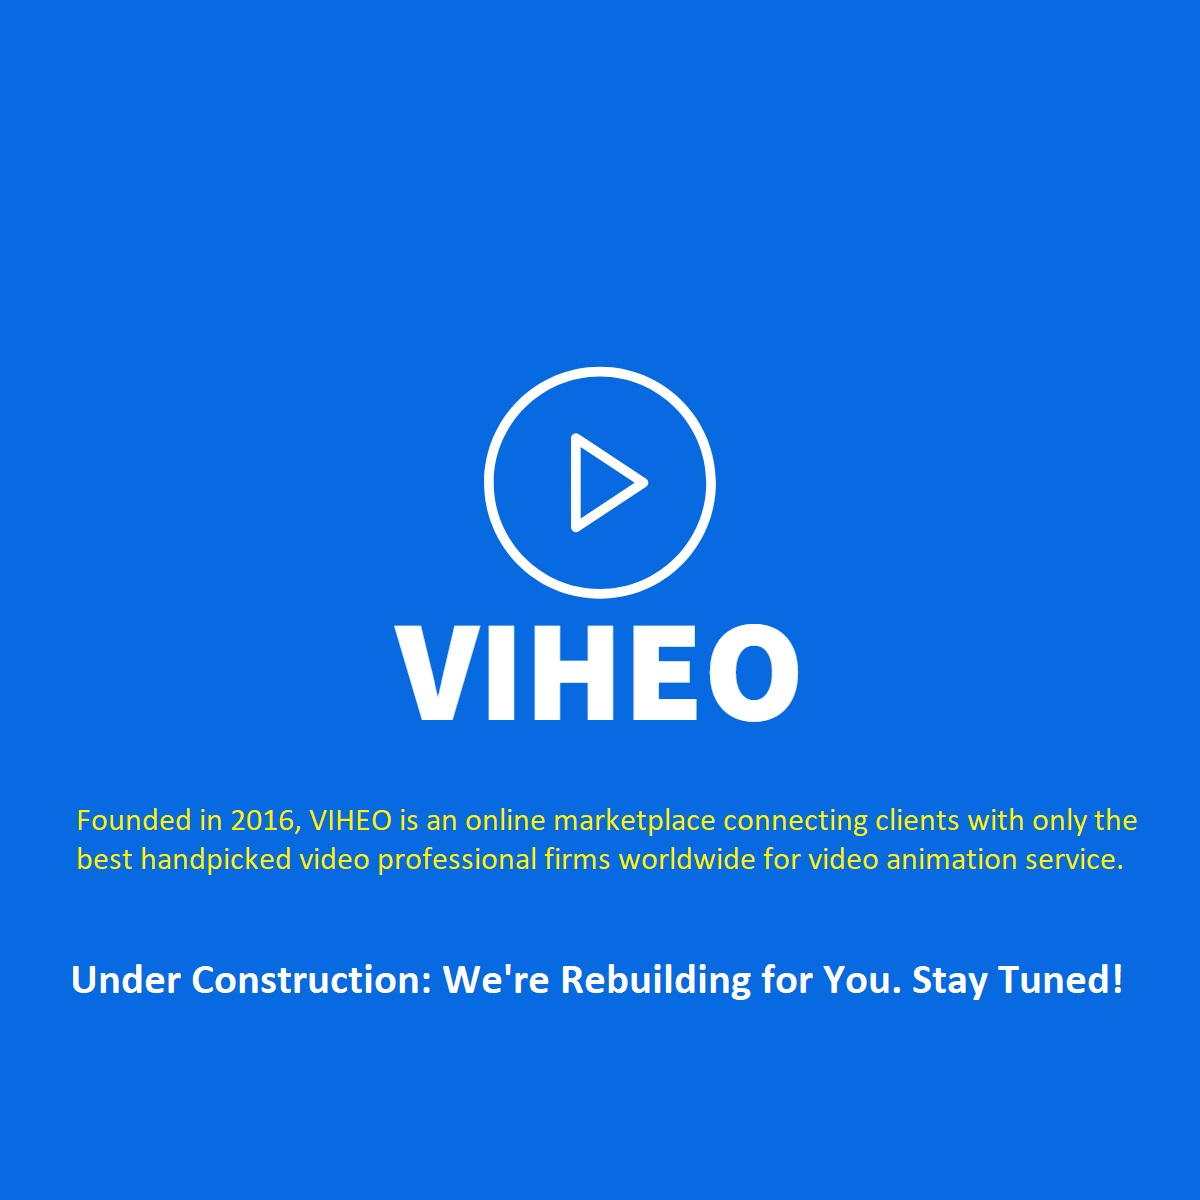 VIHEO
Founded in 2016, VIHEO is an online marketplace connecting clients with only the
best handpicked video professional firms worldwide for video animation service.
Under Construction: We're Rebuilding for You. Stay Tuned!